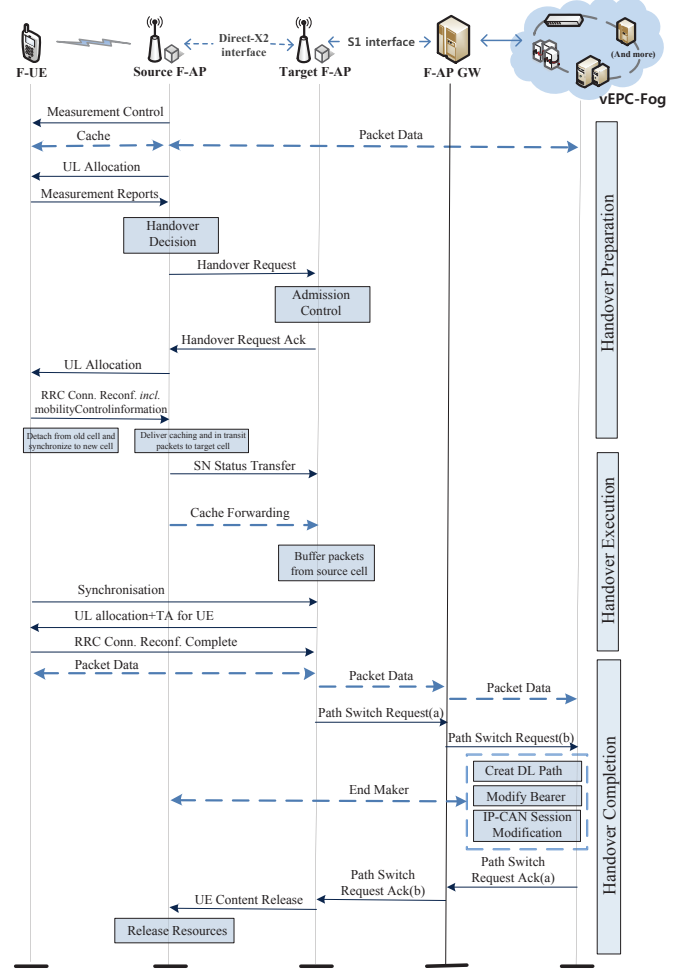 Direct-X2
interface
S1 interface
(And more)
F-UE
Source F-AP
Target F-AP
F-AP GW
vEPC-Fog
Measurement Control
Cache
Packet Data
UL Allocation
Measurement Reports
Handover
Decision
Handover Request
Admission
Control
Handover Request Ack
UL Allocation
RRC Conn. Reconf. incl.
mobilityControlinformation
Detach from old cell and
synchronize to new cell
Deliver caching and in transit
packets to target cell
Handover Preparation
SN Status Transfer
Cache Forwarding
Buffer packets
from source cell
Synchronisation
UL allocation+TA for UE
RRC Conn. Reconf. Complete
Handover Execution
Packet Data
Packet Data
Packet Data
Path Switch Request(a)
Path Switch Request(b)
Creat DL Path
End Maker
Modify Bearer
IP-CAN Session
Modification
Path Switch
Request Ack(a)
Path Switch
Request Ack(b)
UE Content Release
Release Resources
Handover Completion